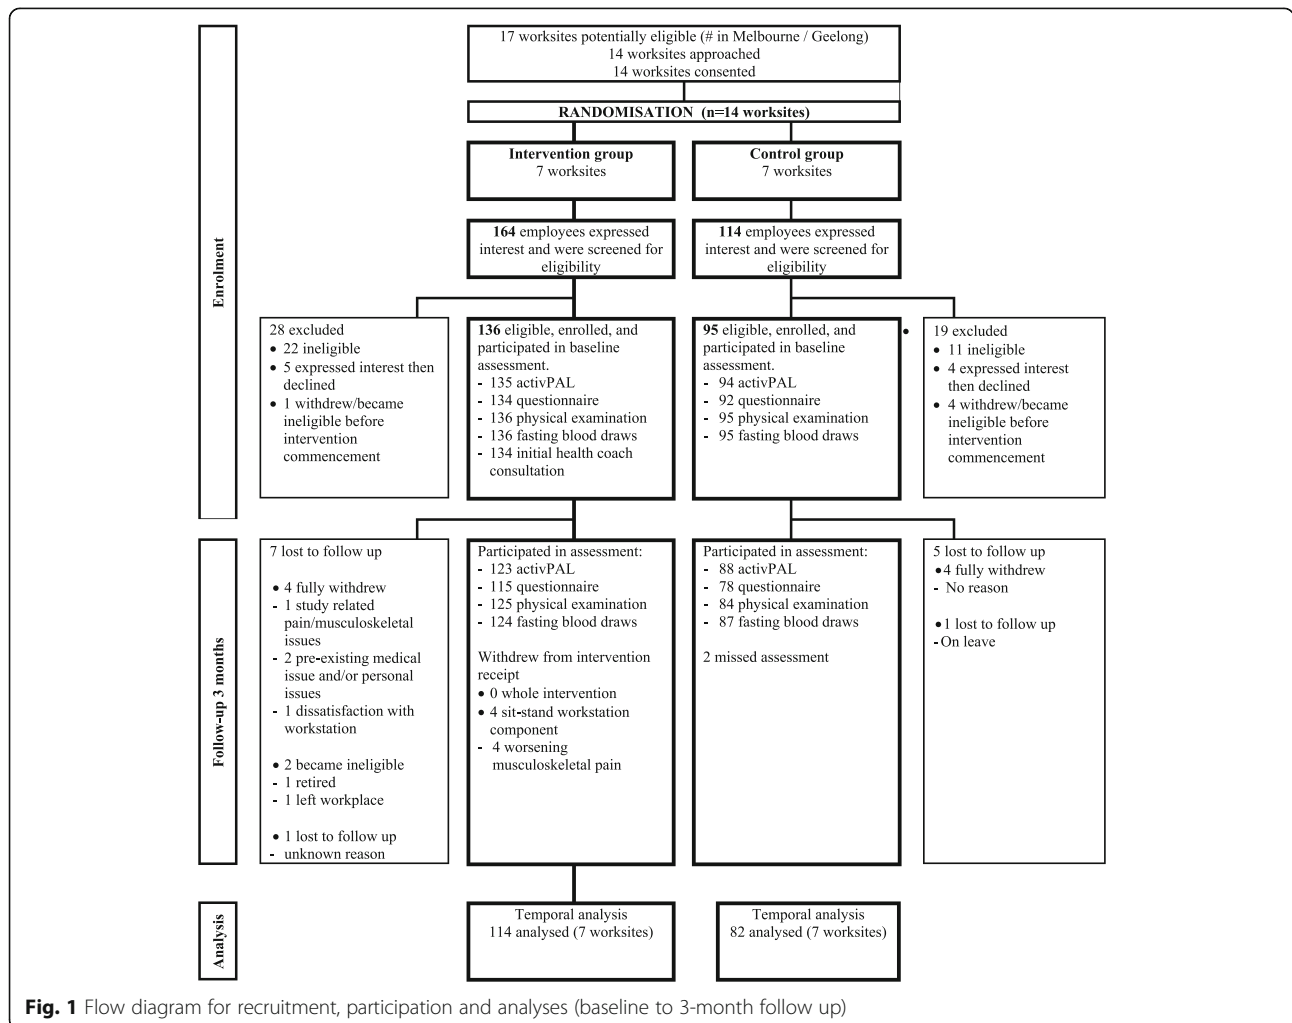 17 worksites potentially eligible (# in Melbourne / Geelong)
14 worksites approached
14 worksites consented
RANDOMISATION (n=14 worksites)
Intervention group
7 worksites
Control group
7 worksites
Enrolment
164 employees expressed
interest and were screened for
eligibility
114 employees expressed
interest and were screened for
eligibility
28 excluded
• 22 ineligible
• 5 expressed interest then
declined
• 1 withdrew/became
ineligible before
intervention
commencement
136 eligible, enrolled, and
participated in baseline
assessment.
- 135 activPAL
- 134 questionnaire
- 136 physical examination
- 136 fasting blood draws
- 134 initial health coach
consultation
95 eligible, enrolled, and
participated in baseline
assessment.
- 94 activPAL
- 92 questionnaire
- 95 physical examination
- 95 fasting blood draws
• 19 excluded
• 11 ineligible
• 4 expressed interest
then declined
• 4 withdrew/became
ineligible before
intervention
commencement
Follow-up 3 months
7 lost to follow up
• 4 fully withdrew
- 1 study related
pain/musculoskeletal
issues
- 2 pre-existing medical
issue and/or personal
issues
- 1 dissatisfaction with
workstation
• 2 became ineligible
- 1 retired
- 1 left workplace
• 1 lost to follow up
- unknown reason
Participated in assessment:
- 123 activPAL
- 115 questionnaire
- 125 physical examination
- 124 fasting blood draws
Withdrew from intervention
receipt
• 0 whole intervention
• 4 sit-stand workstation
component
- 4 worsening
musculoskeletal pain
Participated in assessment:
- 88 activPAL
- 78 questionnaire
- 84 physical examination
- 87 fasting blood draws
2 missed assessment
5 lost to follow up
• 4 fully withdrew
- No reason
• 1 lost to follow up
- On leave
Analysis
Temporal analysis
114 analysed (7 worksites)
Temporal analysis
82 analysed (7 worksites)
Fig. 1 Flow diagram for recruitment, participation and analyses (baseline to 3-month follow up)